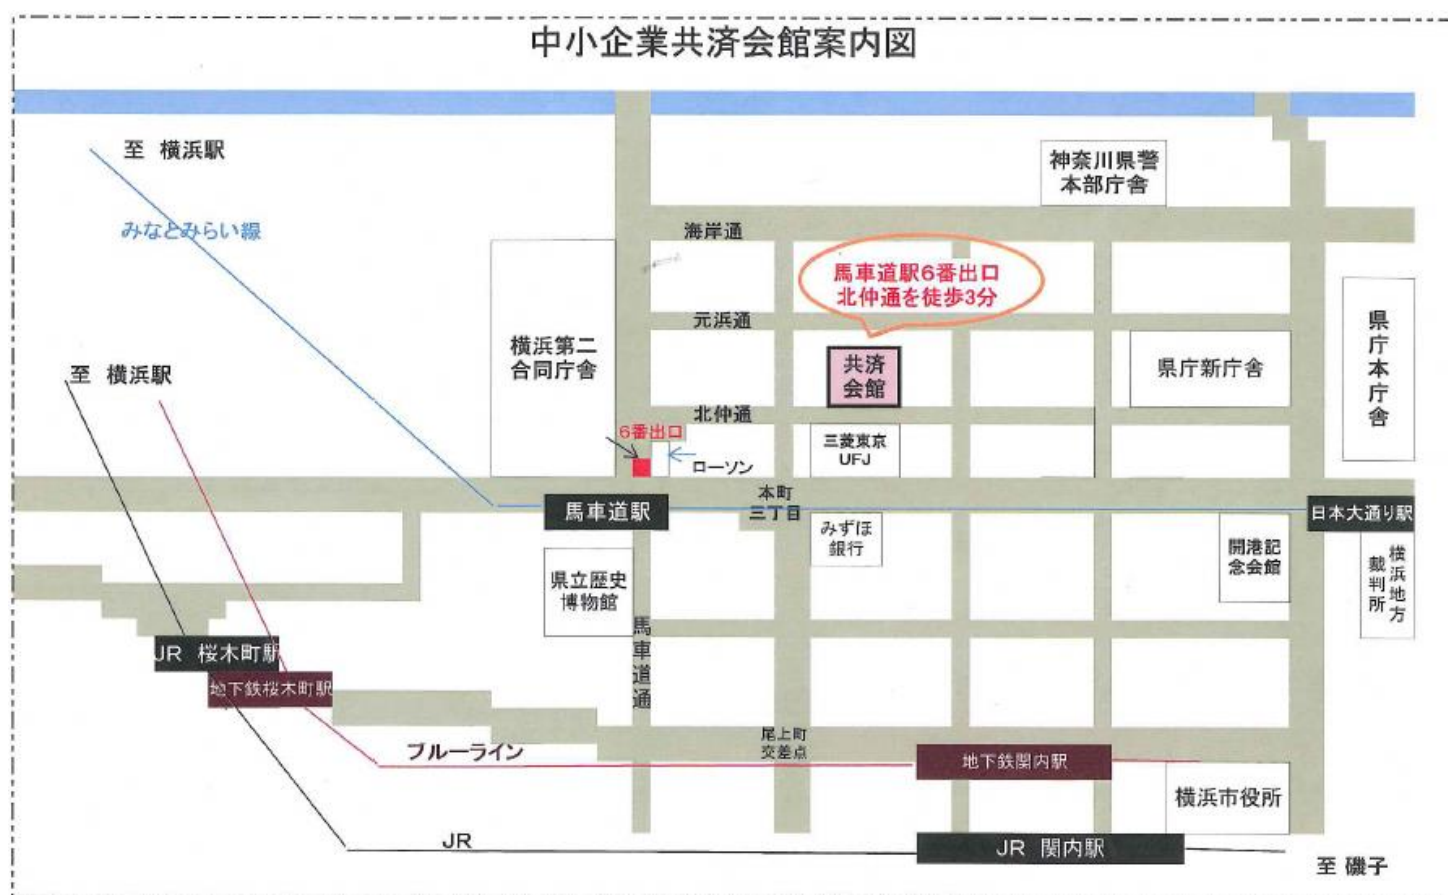 中小企業共済会館案内図
至 横浜駅
みなとみらい線
神奈川県警
本部庁舎
海岸通
馬車道駅6番出口
北仲通を徒歩3分
元浜通
横浜第二
合同庁舎
共済
会館
県庁新庁舎
県庁本庁舎
至 横浜駅
北仲通
6番出口
三菱東京
UFJ
ローソン
本町
三丁目
馬車道駅
日本大通り駅
みずほ
銀行
開港記
念会館
横浜地方
裁判所
県立歴史
博物館
馬車道通
JR 桜木町駅
地下鉄桜木町駅
尾上町
交差点
ブルーライン
地下鉄関内駅
横浜市役所
JR
JR 関内駅
至 磯子